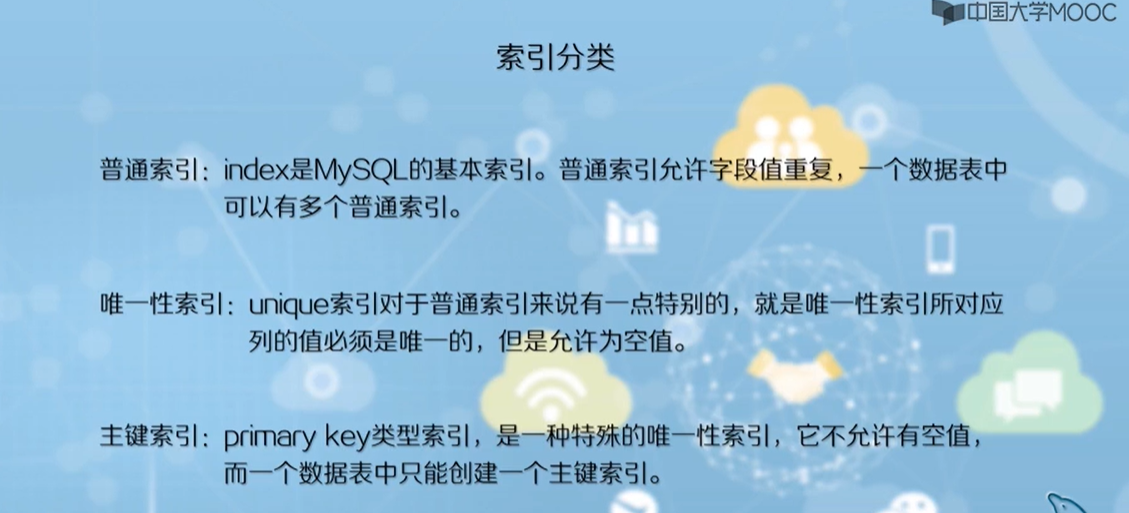 中国大学MOOC
索引分类
普通索引：index是MySQL的基本索引。普通索引允许字段值重复，一个数据表中
可以有多个普通索引。
唯一性索引：unique索引对于普通索引来说有一点特别的，就是唯一性索引所对应
列的值必须是唯一的，但是允许为空值。
主键索引：primary key类型索引，是一种特殊的唯一性索引，它不允许有空值，
而一个数据表中只能创建一个主键索引。